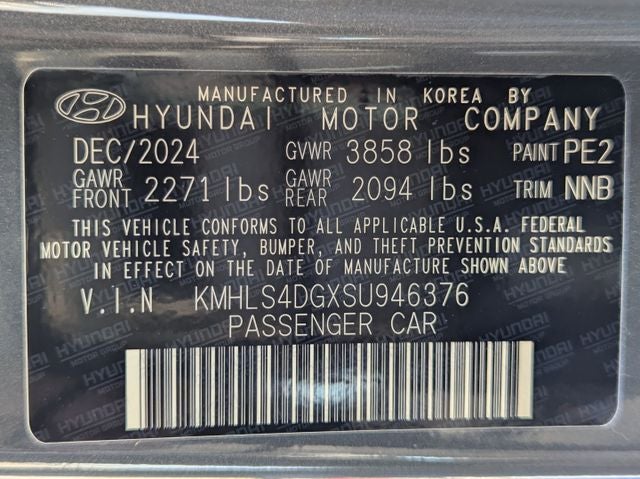 MANUFACTURED IN KOREA BY
HYUNDAI MOTOR COMPANY
DEC/2024 GVWR 3858 lbs PAINT PE2
GAWR FRONT 2271 lbs GAWR REAR 2094 lbs TRIM NNB
THIS VEHICLE CONFORMS TO ALL APPLICABLE U.S.A. FEDERAL
MOTOR VEHICLE SAFETY, BUMPER, AND THEFT PREVENTION STANDARDS
IN EFFECT ON THE DATE OF MANUFACTURE SHOWN ABOVE
V.I.N KMHLS4DGXSU946376
PASSENGER CAR